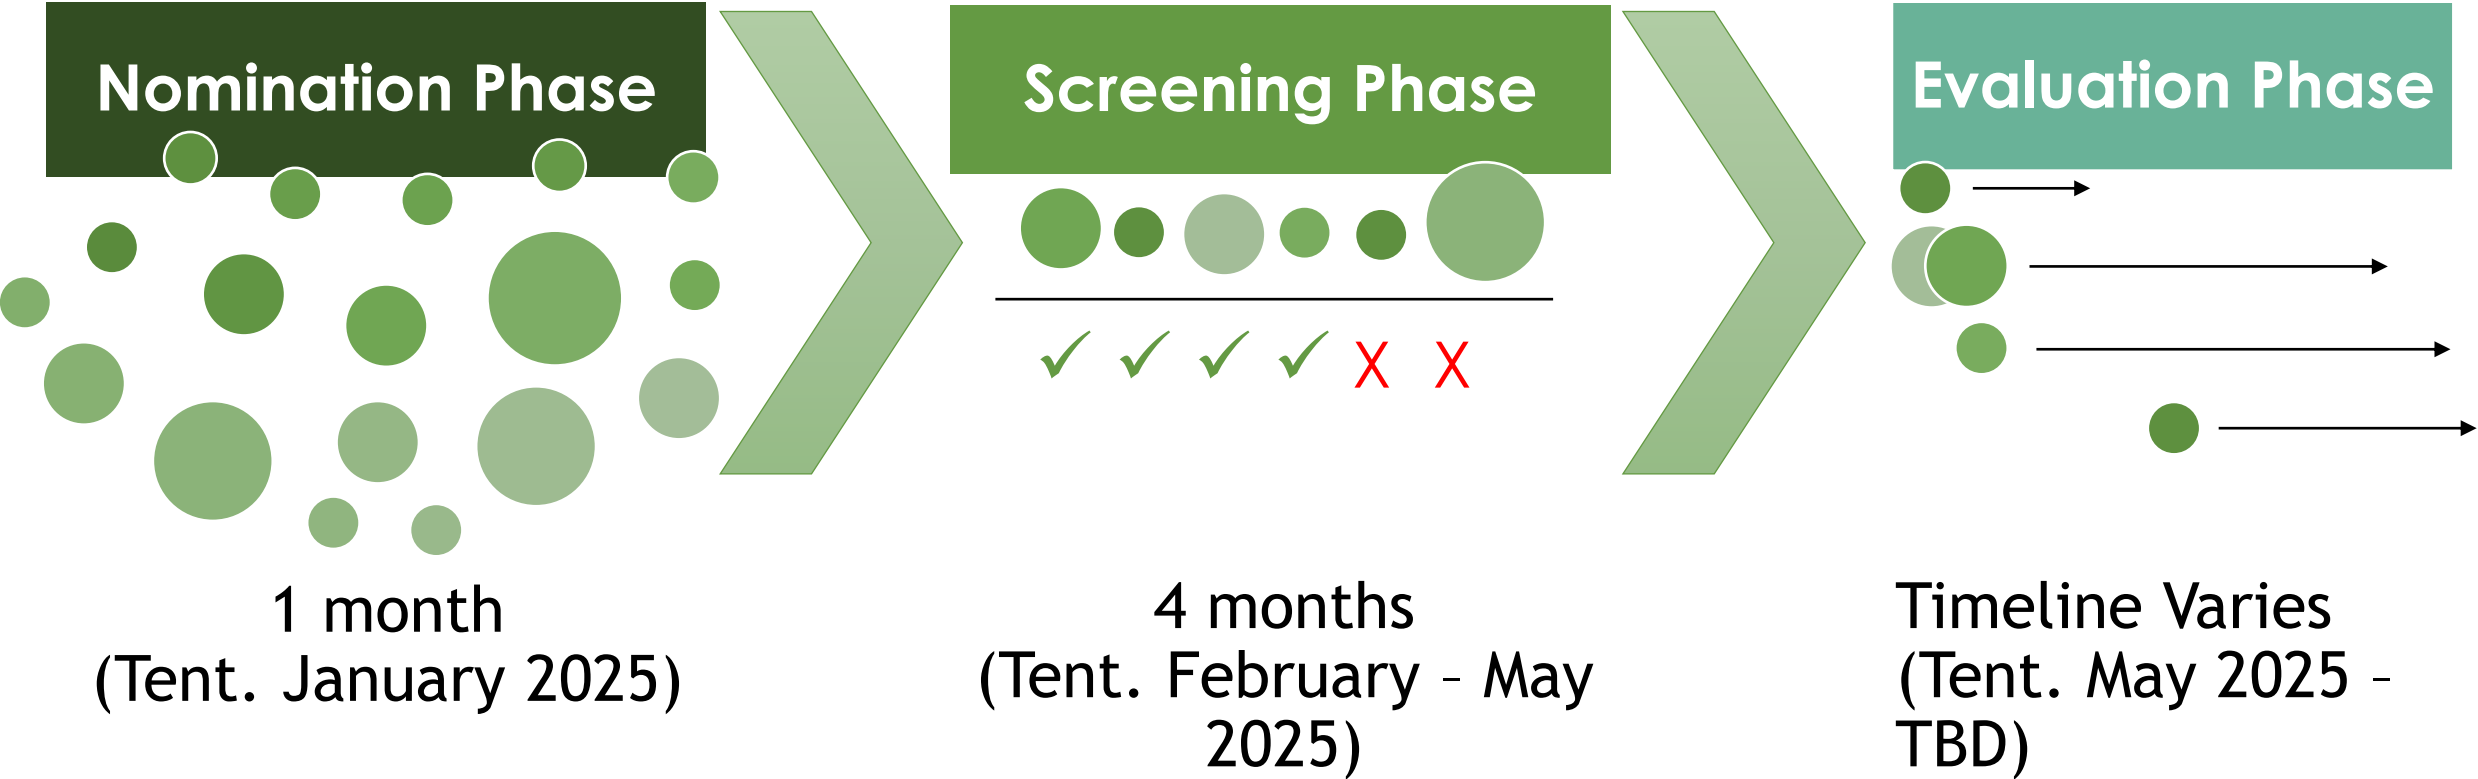 Nomination Phase
Screening Phase
Evaluation Phase
X X
1 month
(Tent. January 2025)
4 months
(Tent. February – May
2025)
Timeline Varies
(Tent. May 2025 –
TBD)